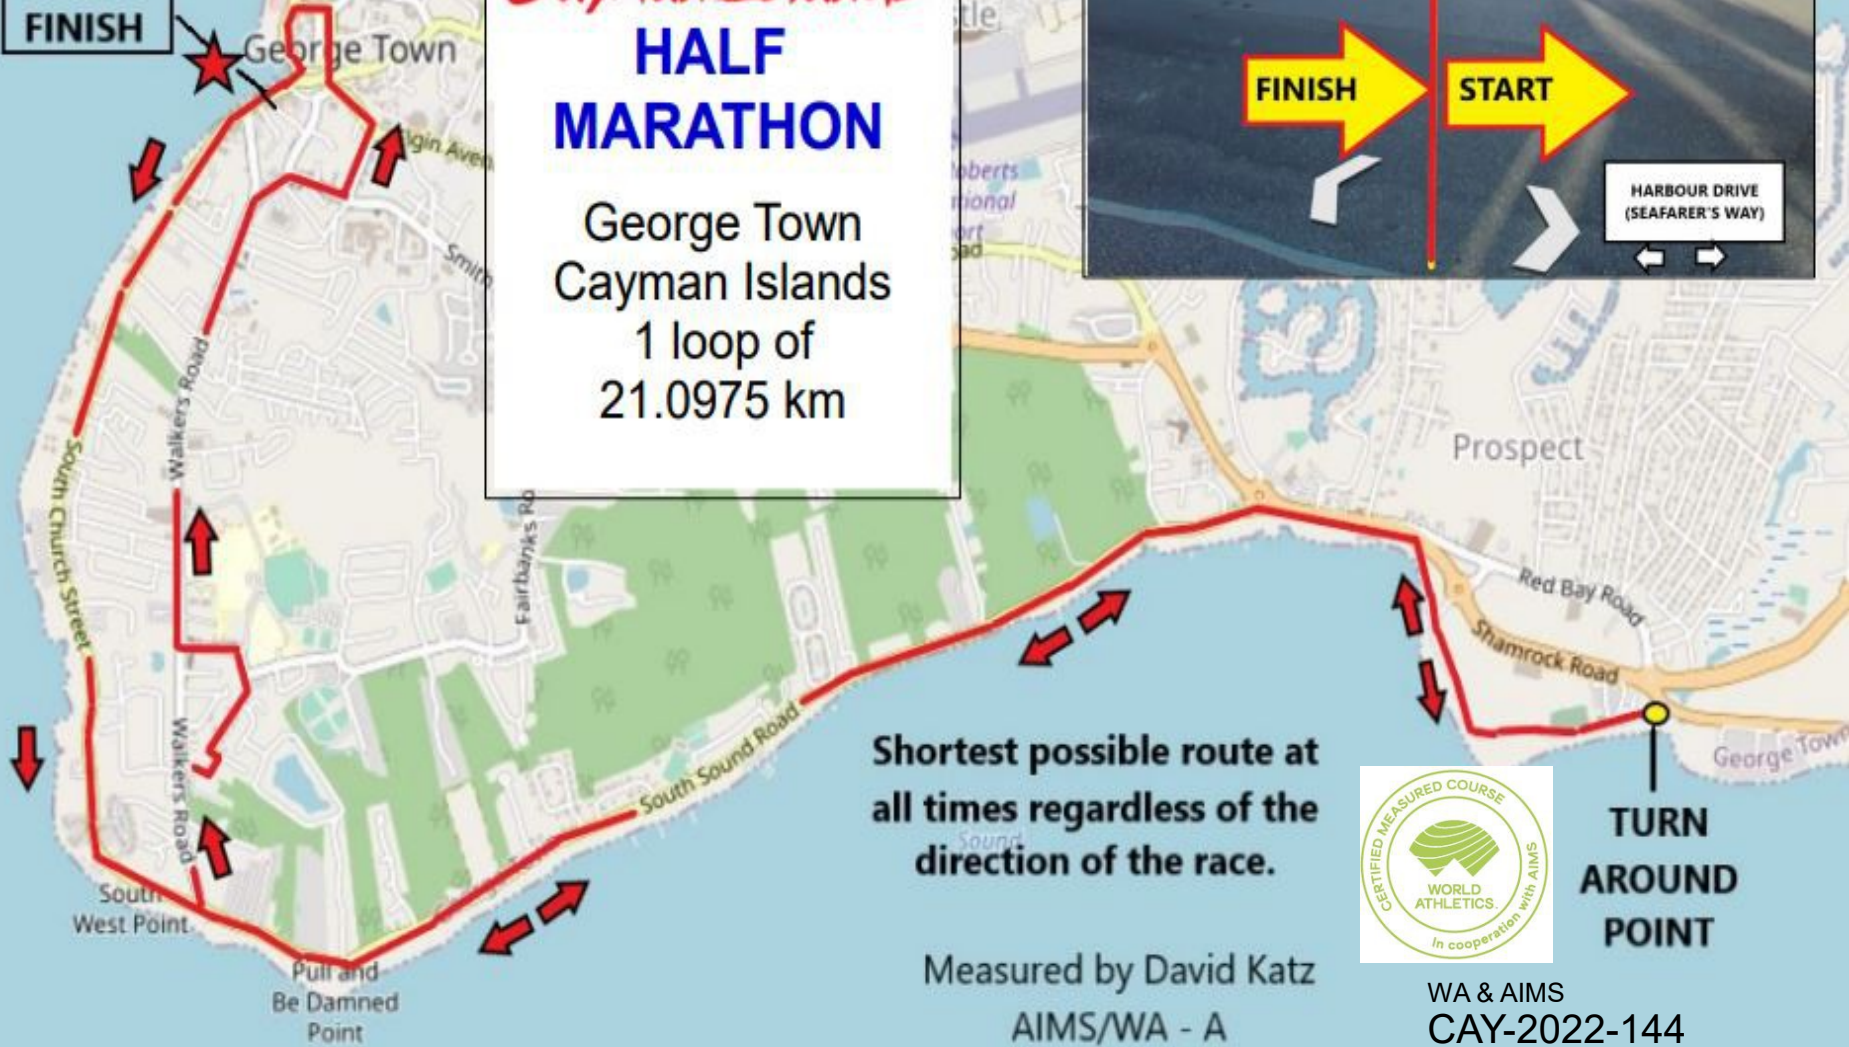 FINISH
George Town
HALF
MARATHON
George Town
Cayman Islands
1 loop of
21.0975 km
FINISH
START
HARBOUR DRIVE
(SEAFARER'S WAY)
Smith
Walkers Road
South Church Street
Fairbanks Ro
Prospect
Red Bay Road
Shamrock Road
George Town
Walkers Road
South Sound Road
Sound
South
West Point
Pull and
Be Damned
Point
Shortest possible route at
all times regardless of the
direction of the race.
TURN
AROUND
POINT
CERTIFIED MEASURED COURSE
WORLD
ATHLETICS.
In cooperation with AIMS
Measured by David Katz
AIMS/WA - A
WA & AIMS
CAY-2022-144